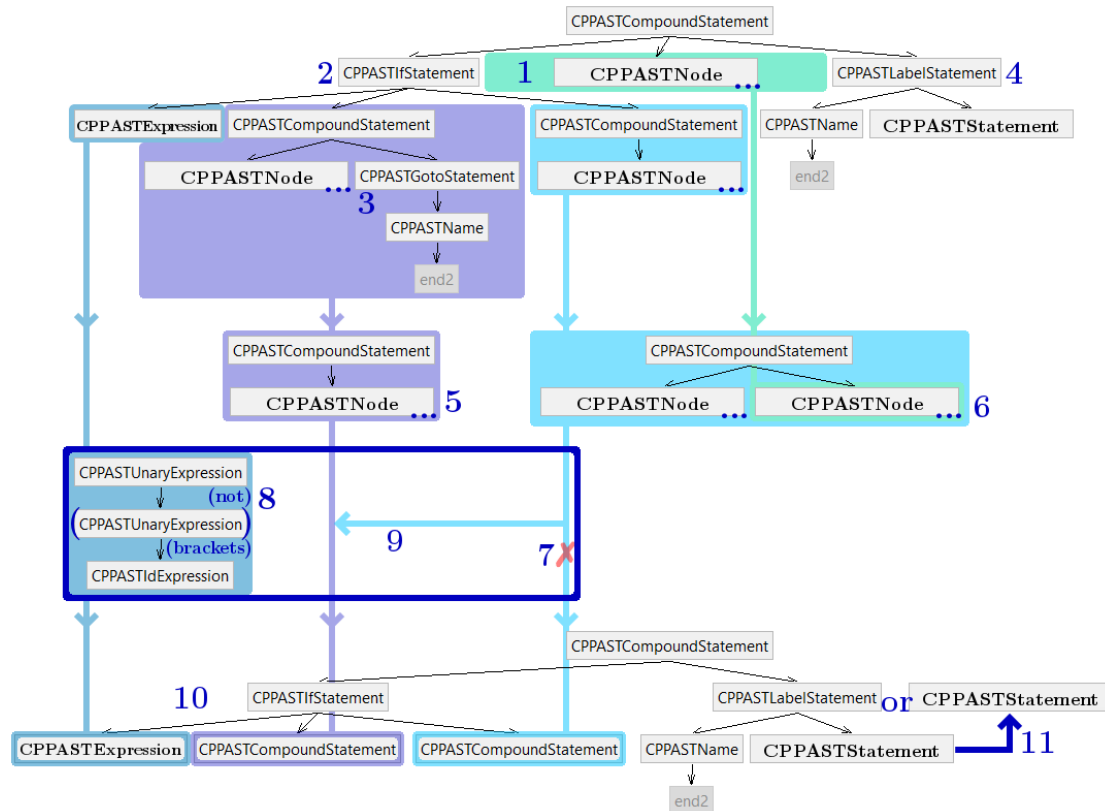 CPPASTCompoundStatement
2 CPPASTIfStatement 1 CPPASTNode ... CPPASTLabelStatement 4
CPPASTExpression CPPASTCompoundStatement CPPASTCompoundStatement CPPASTName CPPASTStatement
CPPASTNode ... CPPASTGotoStatement CPPASTNode ... end2
3
CPPASTName
end2
CPPASTCompoundStatement CPPASTCompoundStatement
CPPASTNode ... 5 CPPASTNode ... CPPASTNode ... 6
CPPASTUnaryExpression
(not) 8
(CPPASTUnaryExpression)
9
(brackets) 7 ✗
CPPASTIdExpression
CPPASTCompoundStatement
10 CPPASTIfStatement CPPASTLabelStatement or CPPASTStatement
CPPASTExpression CPPASTCompoundStatement CPPASTCompoundStatement CPPASTName CPPASTStatement 11
end2